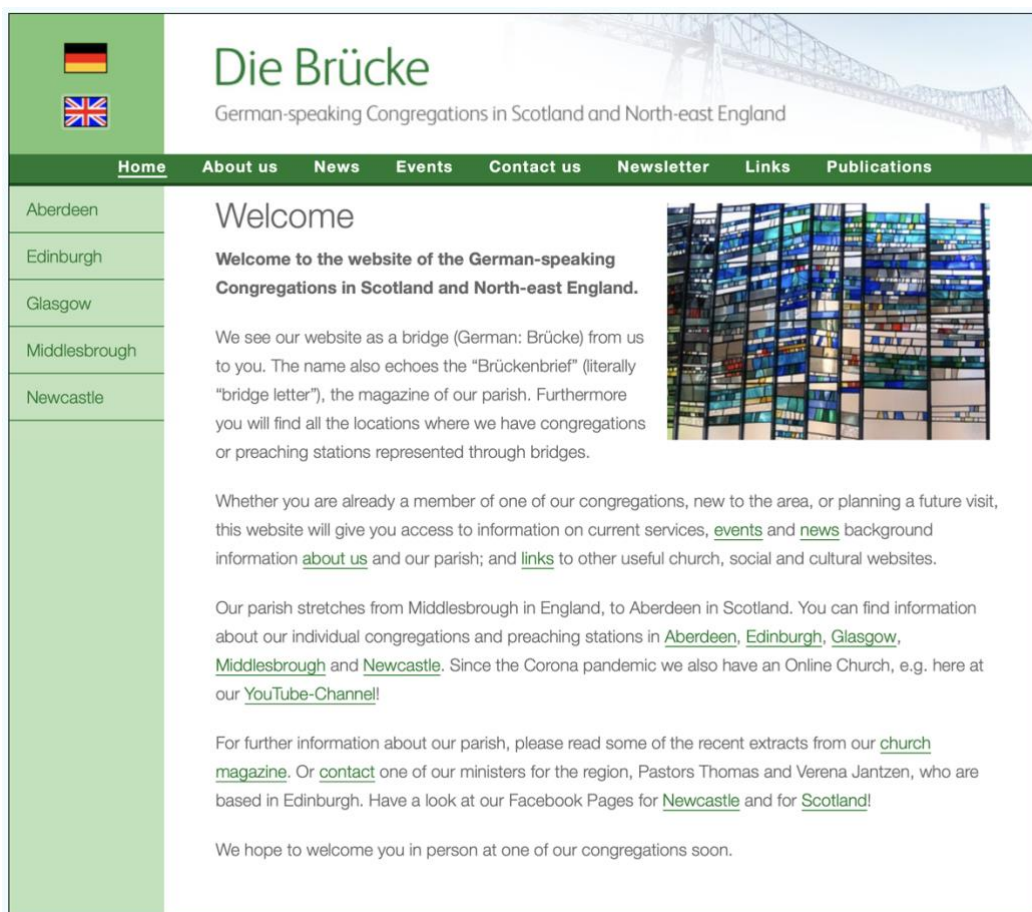 Die Brücke
German-speaking Congregations in Scotland and North-east England
Home About us News Events Contact us Newsletter Links Publications
Aberdeen
Edinburgh
Glasgow
Middlesbrough
Newcastle
Welcome
Welcome to the website of the German-speaking
Congregations in Scotland and North-east England.
We see our website as a bridge (German: Brücke) from us
to you. The name also echoes the “Brückenbrief” (literally
“bridge letter”), the magazine of our parish. Furthermore
you will find all the locations where we have congregations
or preaching stations represented through bridges.
Whether you are already a member of one of our congregations, new to the area, or planning a future visit,
this website will give you access to information on current services, events and news background
information about us and our parish; and links to other useful church, social and cultural websites.
Our parish stretches from Middlesbrough in England, to Aberdeen in Scotland. You can find information
about our individual congregations and preaching stations in Aberdeen, Edinburgh, Glasgow,
Middlesbrough and Newcastle. Since the Corona pandemic we also have an Online Church, e.g. here at
our YouTube-Channel!
For further information about our parish, please read some of the recent extracts from our church
magazine. Or contact one of our ministers for the region, Pastors Thomas and Verena Jantzen, who are
based in Edinburgh. Have a look at our Facebook Pages for Newcastle and for Scotland!
We hope to welcome you in person at one of our congregations soon.